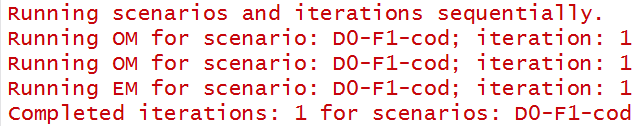 Running scenarios and iterations sequentially.
Running OM for scenario: D0-F1-cod; iteration: 1
Running OM for scenario: D0-F1-cod; iteration: 1
Running EM for scenario: D0-F1-cod; iteration: 1
Completed iterations: 1 for scenarios: D0-F1-cod